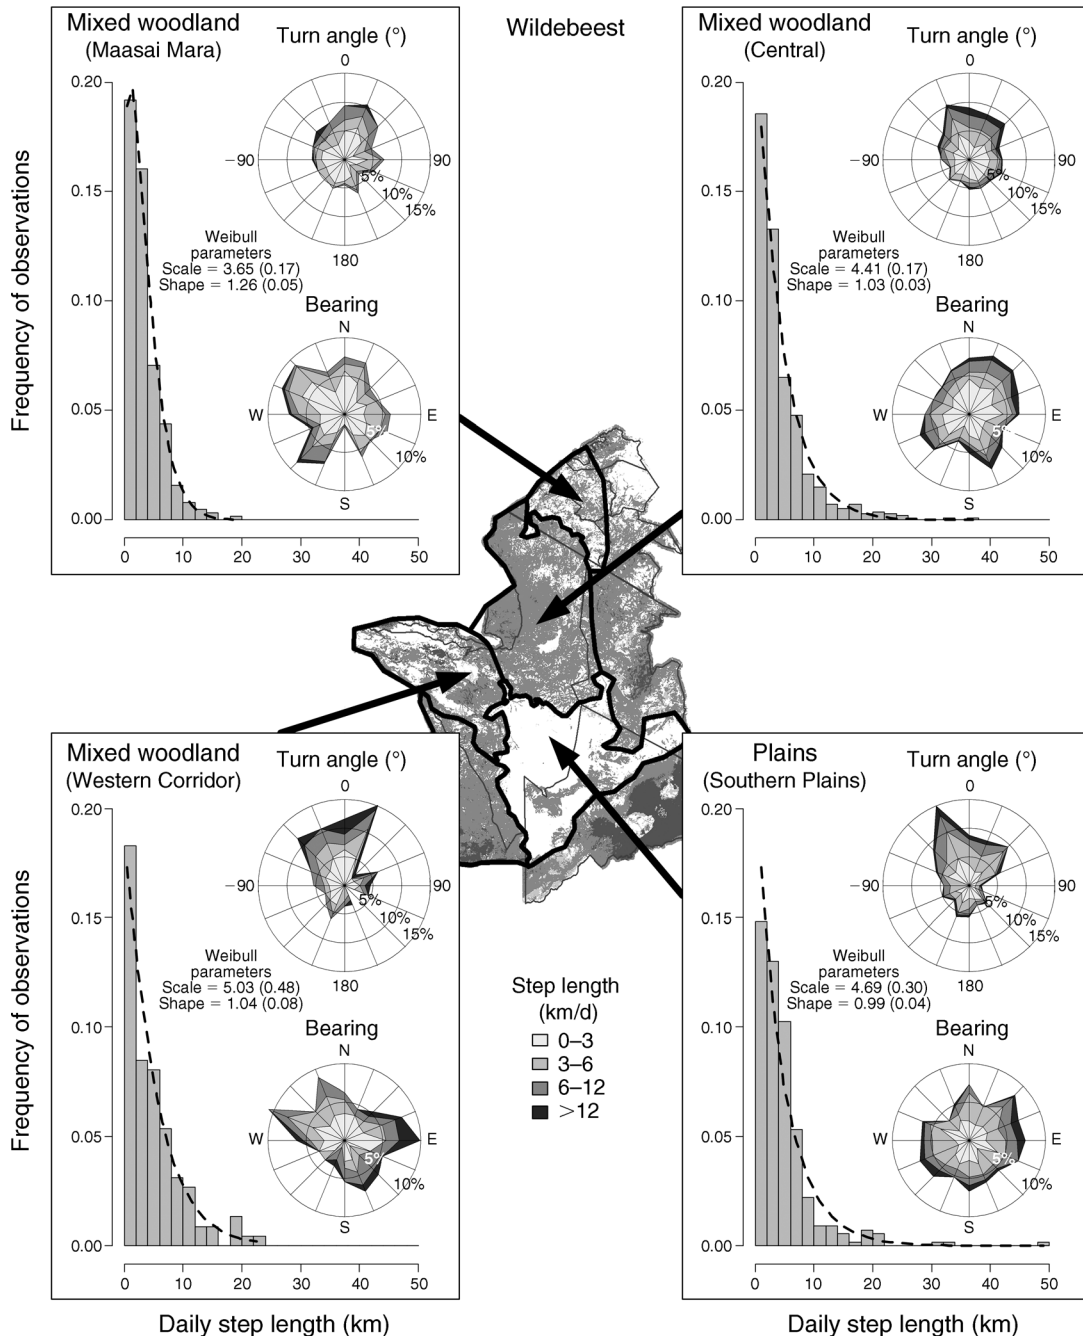 Wildebeest
Mixed woodland
(Maasai Mara)
Turn angle (°)
0
−90
90
5%
10%
15%
180
Weibull
parameters
Scale = 3.65 (0.17)
Shape = 1.26 (0.05)
Bearing
N
W
E
5%
10%
S
Frequency of observations
0.20
0.15
0.10
0.05
0.00
0 10 20 30 40 50
Mixed woodland
(Central)
Turn angle (°)
0
−90
90
5%
10%
15%
180
Weibull
parameters
Scale = 4.41 (0.17)
Shape = 1.03 (0.03)
Bearing
N
W
E
5%
10%
S
0.20
0.15
0.10
0.05
0.00
0 10 20 30 40 50
Mixed woodland
(Western Corridor)
Turn angle (°)
0
−90
90
5%
10%
15%
180
Weibull
parameters
Scale = 5.03 (0.48)
Shape = 1.04 (0.08)
Bearing
N
W
E
5%
10%
S
Frequency of observations
0.20
0.15
0.10
0.05
0.00
0 10 20 30 40 50
Daily step length (km)
Step length
(km/d)
0–3
3–6
6–12
>12
Plains
(Southern Plains)
Turn angle (°)
0
−90
90
5%
10%
15%
180
Weibull
parameters
Scale = 4.69 (0.30)
Shape = 0.99 (0.04)
Bearing
N
W
E
5%
10%
S
0.20
0.15
0.10
0.05
0.00
0 10 20 30 40 50
Daily step length (km)